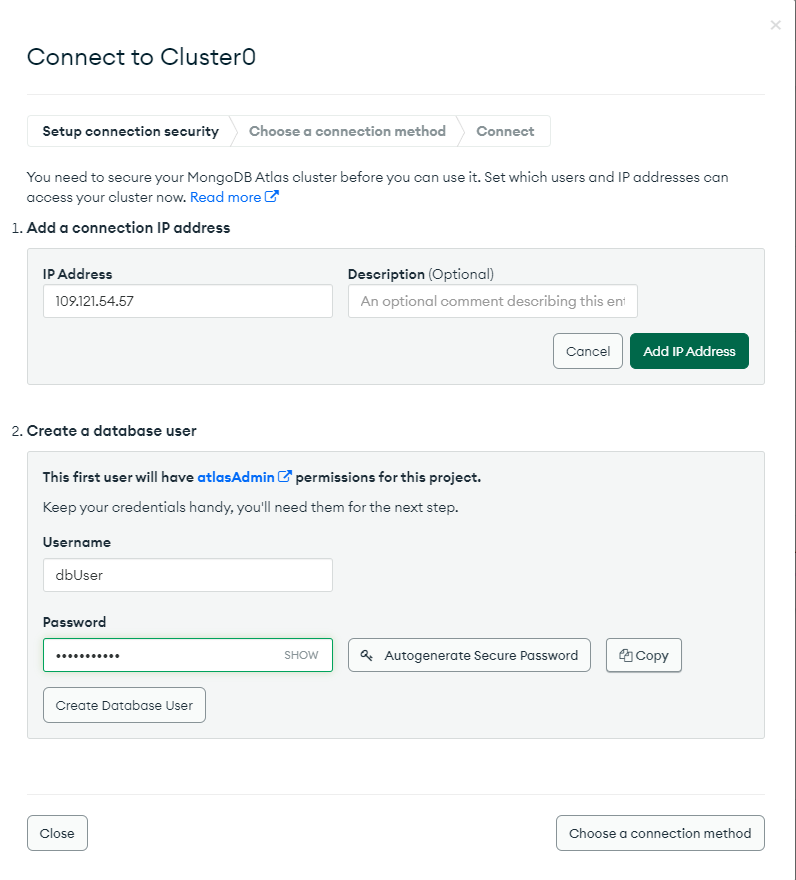 Connect to Cluster0
Setup connection security
Choose a connection method
Connect
You need to secure your MongoDB Atlas cluster before you can use it. Set which users and IP addresses can
access your cluster now. Read more
1. Add a connection IP address
IP Address
Description (Optional)
109.121.54.57
An optional comment describing this ent
Cancel
Add IP Address
2. Create a database user
This first user will have atlasAdmin permissions for this project.
Keep your credentials handy, you'll need them for the next step.
Username
dbUser
Password
•••••••••••
SHOW
Autogenerate Secure Password
Copy
Create Database User
Close
Choose a connection method